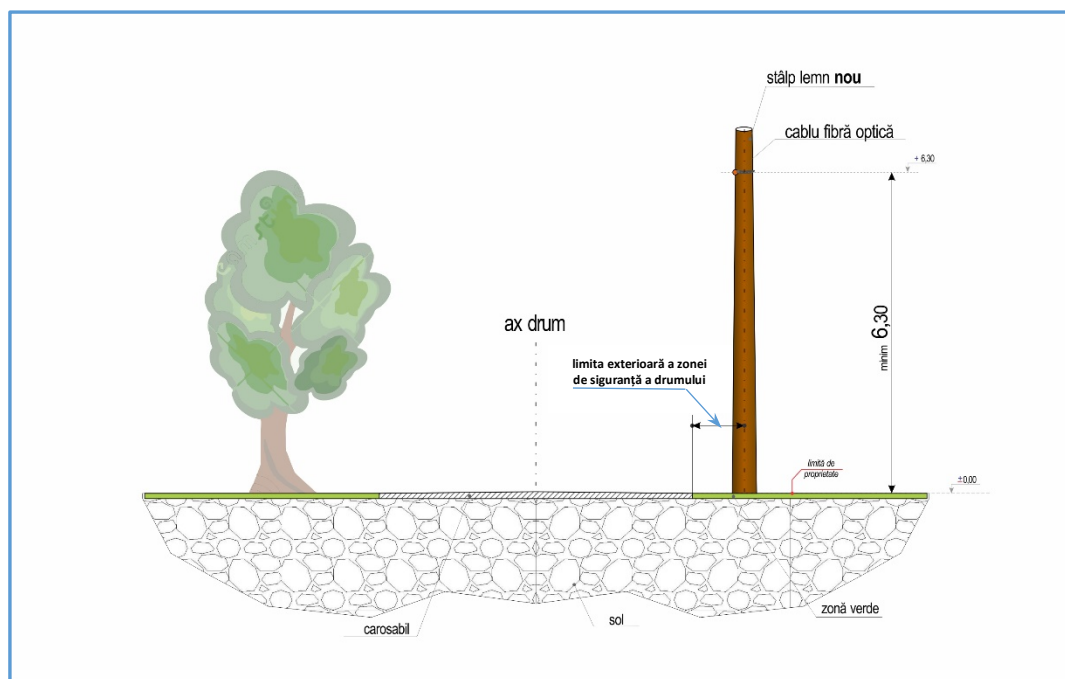 stâlp lemn nou
cablu fibră optică
+ 6,30
ax drum
minim 6,30
limita exterioară a zonei
de siguranță a drumului
limită de
proprietate
±0,00
zonă verde
sol
carosabil